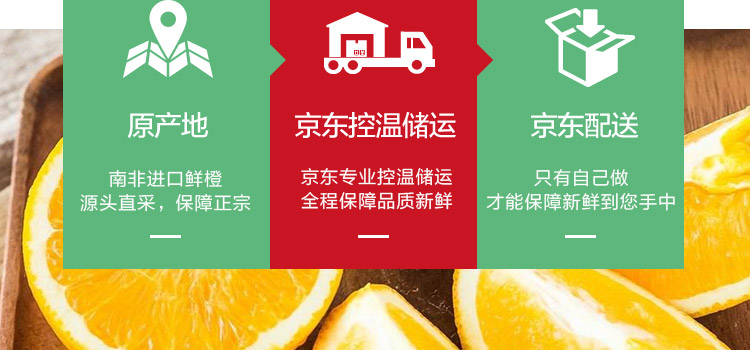 原产地
南非进口鲜橙
源头直采，保障正宗
京东控温储运
京东专业控温储运
全程保障品质新鲜
京东配送
只有自己做
才能保障新鲜到您手中